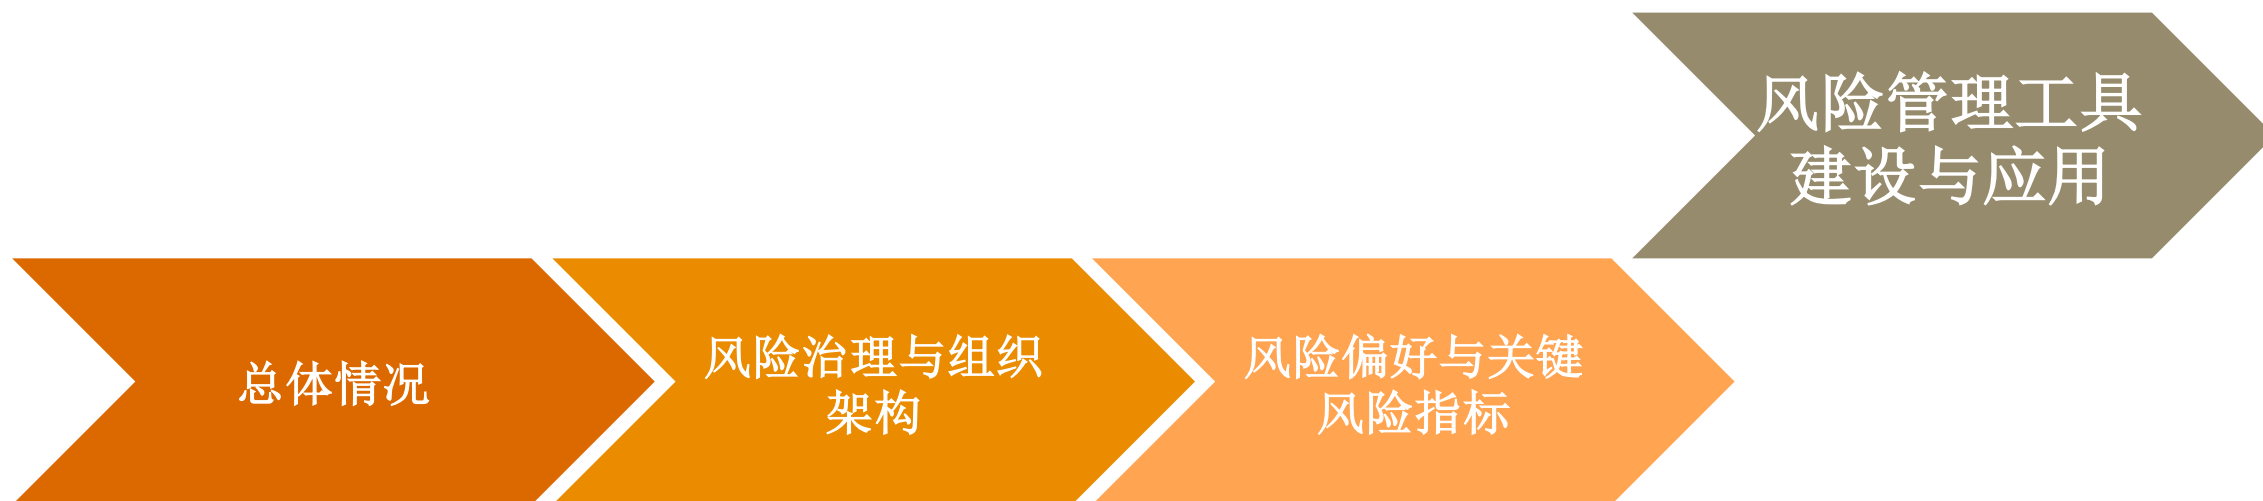 总体情况
风险治理与组织
架构
风险偏好与关键
风险指标
风险管理工具
建设与应用